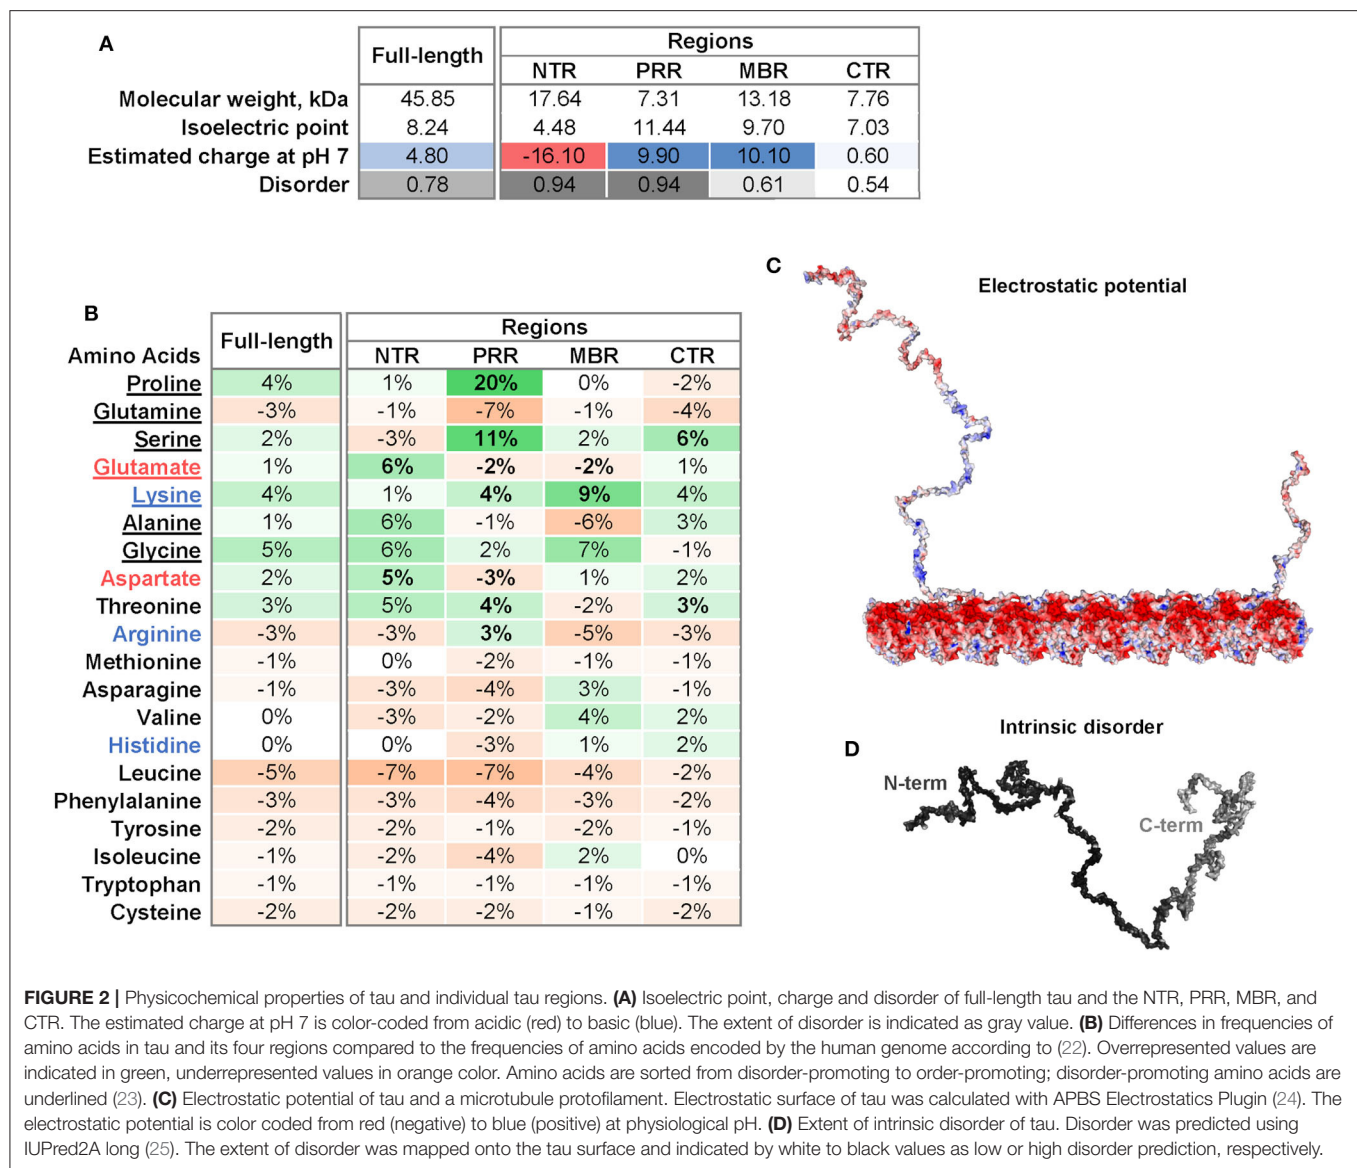 A
Full-length
Regions
NTR PRR MBR CTR
Molecular weight, kDa 45.85 17.64 7.31 13.18 7.76
Isoelectric point 8.24 4.48 11.44 9.70 7.03
Estimated charge at pH 7 4.80 -16.10 9.90 10.10 0.60
Disorder 0.78 0.94 0.94 0.61 0.54
B
Full-length
Regions
Amino Acids NTR PRR MBR CTR
Proline 4% 1% 20% 0% -2%
Glutamine -3% -1% -7% -1% -4%
Serine 2% -3% 11% 2% 6%
Glutamate 1% 6% -2% -2% 1%
Lysine 4% 1% 4% 9% 4%
Alanine 1% 6% -1% -6% 3%
Glycine 5% 6% 2% 7% -1%
Aspartate 2% 5% -3% 1% 2%
Threonine 3% 5% 4% -2% 3%
Arginine -3% -3% 3% -5% -3%
Methionine -1% 0% -2% -1% -1%
Asparagine -1% -3% -4% 3% -1%
Valine 0% -3% -2% 4% 2%
Histidine 0% 0% -3% 1% 2%
Leucine -5% -7% -7% -4% -2%
Phenylalanine -3% -3% -4% -3% -2%
Tyrosine -2% -2% -1% -2% -1%
Isoleucine -1% -2% -4% 2% 0%
Tryptophan -1% -1% -1% -1% -1%
Cysteine -2% -2% -2% -1% -2%
C
Electrostatic potential
Intrinsic disorder
D
N-term
C-term
FIGURE 2 | Physicochemical properties of tau and individual tau regions. (A) Isoelectric point, charge and disorder of full-length tau and the NTR, PRR, MBR, and
CTR. The estimated charge at pH 7 is color-coded from acidic (red) to basic (blue). The extent of disorder is indicated as gray value. (B) Differences in frequencies of
amino acids in tau and its four regions compared to the frequencies of amino acids encoded by the human genome according to (22). Overrepresented values are
indicated in green, underrepresented values in orange color. Amino acids are sorted from disorder-promoting to order-promoting; disorder-promoting amino acids are
underlined (23). (C) Electrostatic potential of tau and a microtubule protofilament. Electrostatic surface of tau was calculated with APBS Electrostatics Plugin (24). The
electrostatic potential is color coded from red (negative) to blue (positive) at physiological pH. (D) Extent of intrinsic disorder of tau. Disorder was predicted using
IUPred2A long (25). The extent of disorder was mapped onto the tau surface and indicated by white to black values as low or high disorder prediction, respectively.